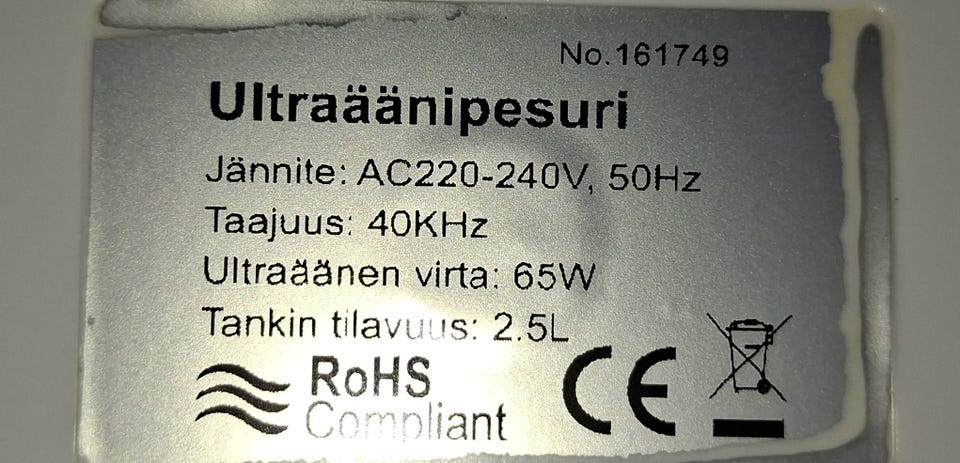 No.161749
Ultraäänipesuri
Jännite: AC220-240V, 50Hz
Taajuus: 40KHz
Ultraäänen virta: 65W
Tankin tilavuus: 2.5L
RoHS
Compliant
CE